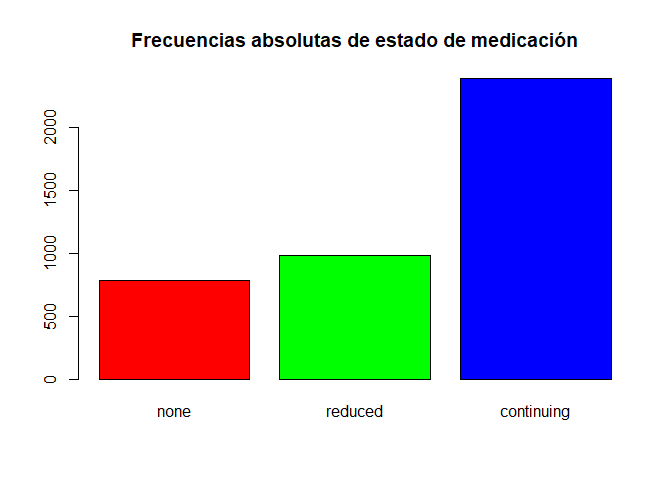 Frecuencias absolutas de estado de medicación
2000
1500
1000
500
0
none
reduced
continuing